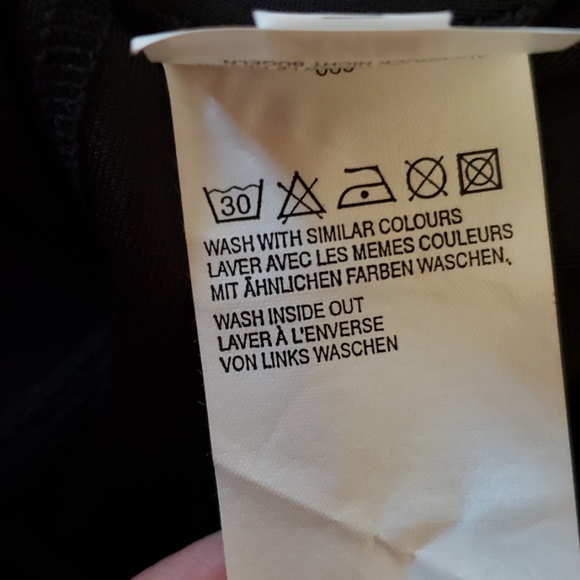 30
WASH WITH SIMILAR COLOURS
LAVER AVEC LES MEMES COULEURS
MIT ÄHNLICHEN FARBEN WASCHEN.
WASH INSIDE OUT
LAVER À L'ENVERSE
VON LINKS WASCHEN